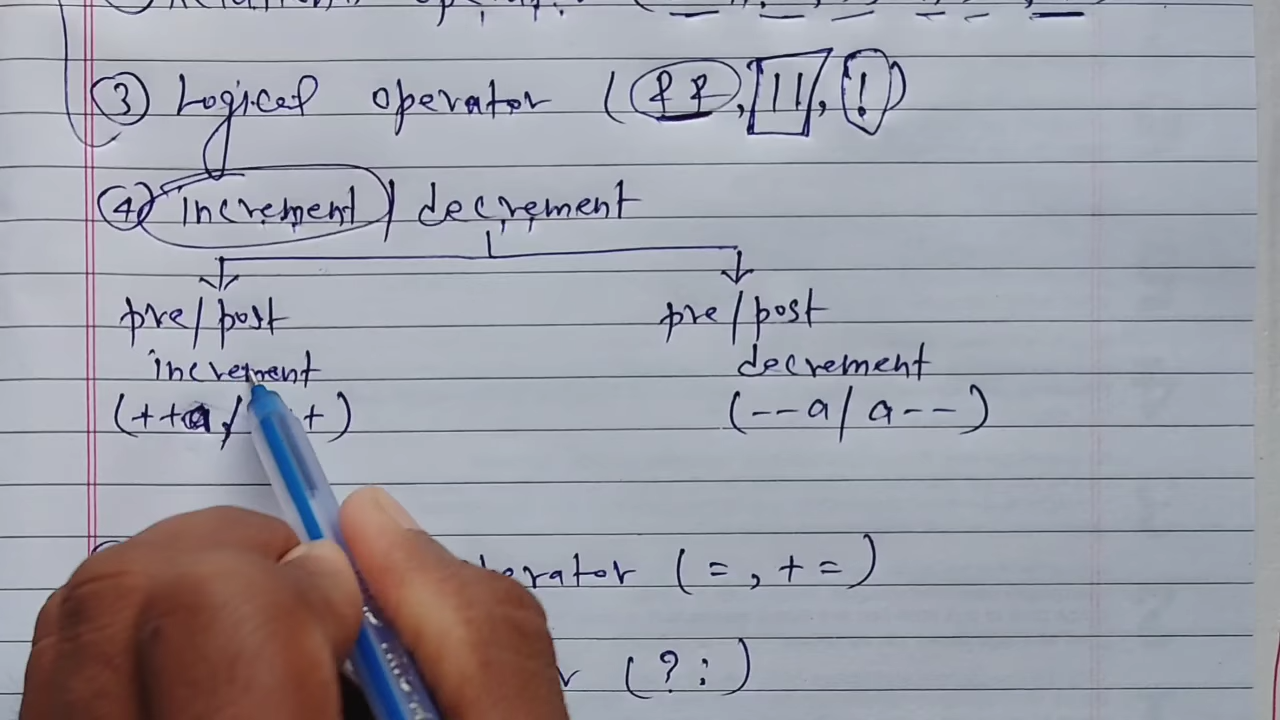 ③ Logical operator (&&, ||, !)
④ increment / decrement
pre/post pre/post
increment decrement
(++a / + ) (--a / a--)
operator (=, +=)
(? :)